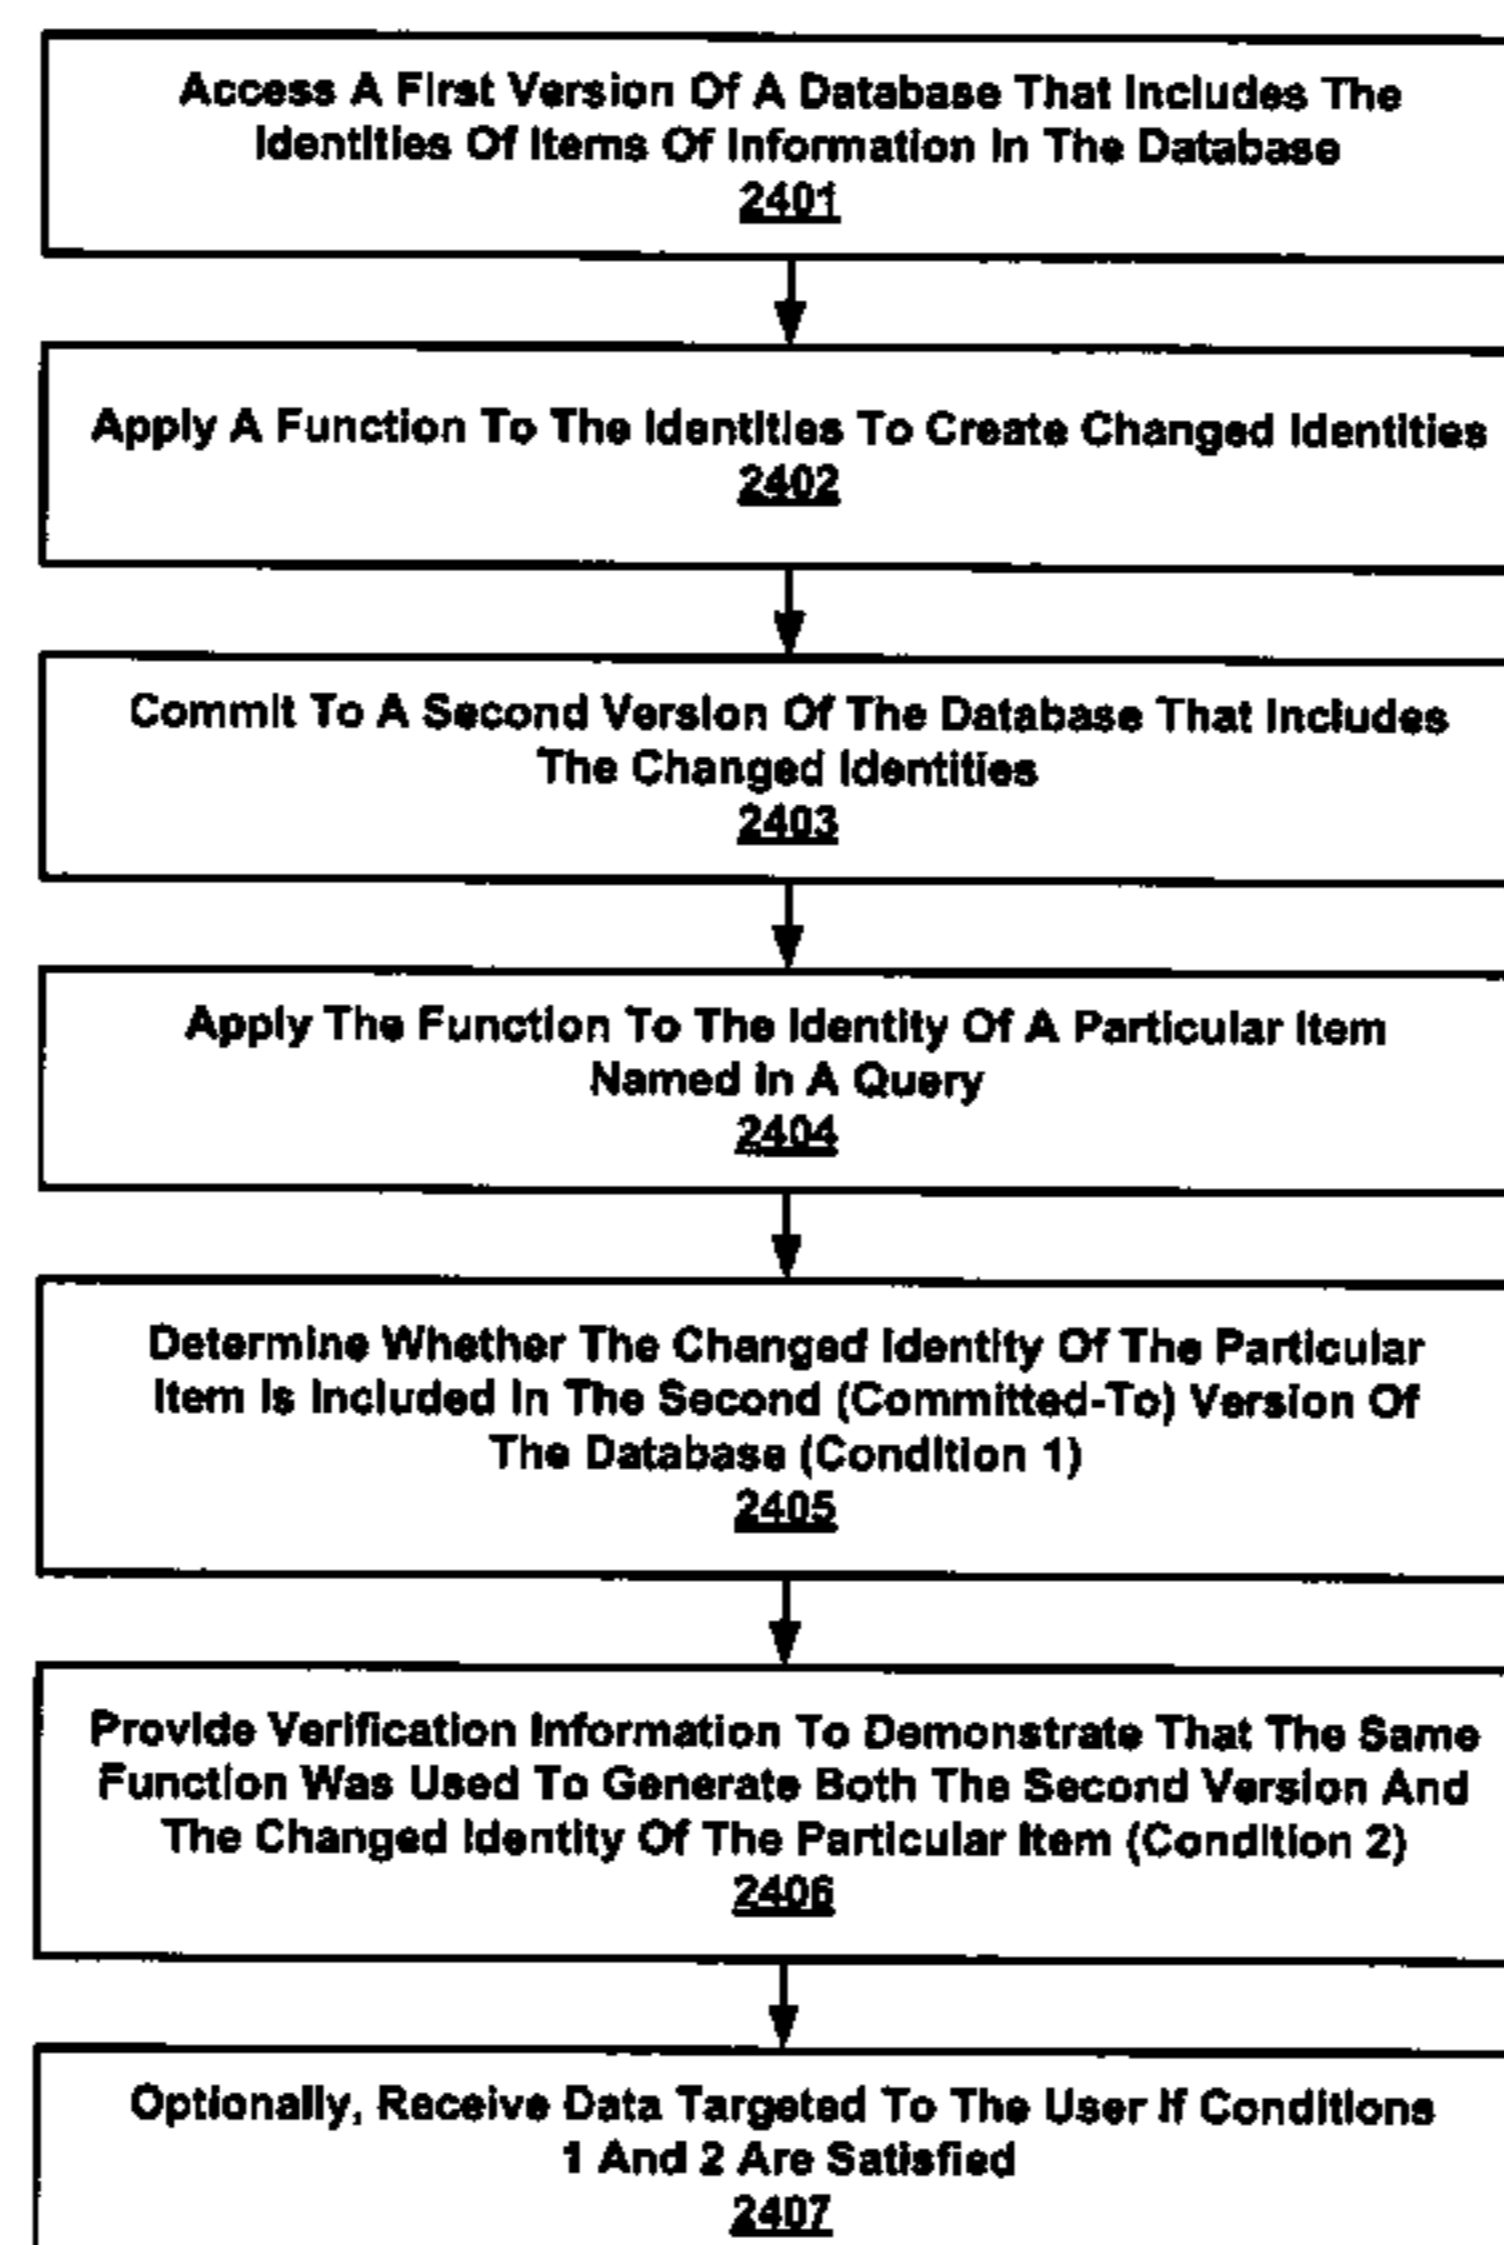 Access A First Version Of A Database That Includes The
Identities Of Items Of Information In The Database
2401
Apply A Function To The Identities To Create Changed Identities
2402
Commit To A Second Version Of The Database That Includes
The Changed Identities
2403
Apply The Function To The Identity Of A Particular Item
Named In A Query
2404
Determine Whether The Changed Identity Of The Particular
Item Is Included In The Second (Committed-To) Version Of
The Database (Condition 1)
2405
Provide Verification Information To Demonstrate That The Same
Function Was Used To Generate Both The Second Version And
The Changed Identity Of The Particular Item (Condition 2)
2406
Optionally, Receive Data Targeted To The User If Conditions
1 And 2 Are Satisfied
2407